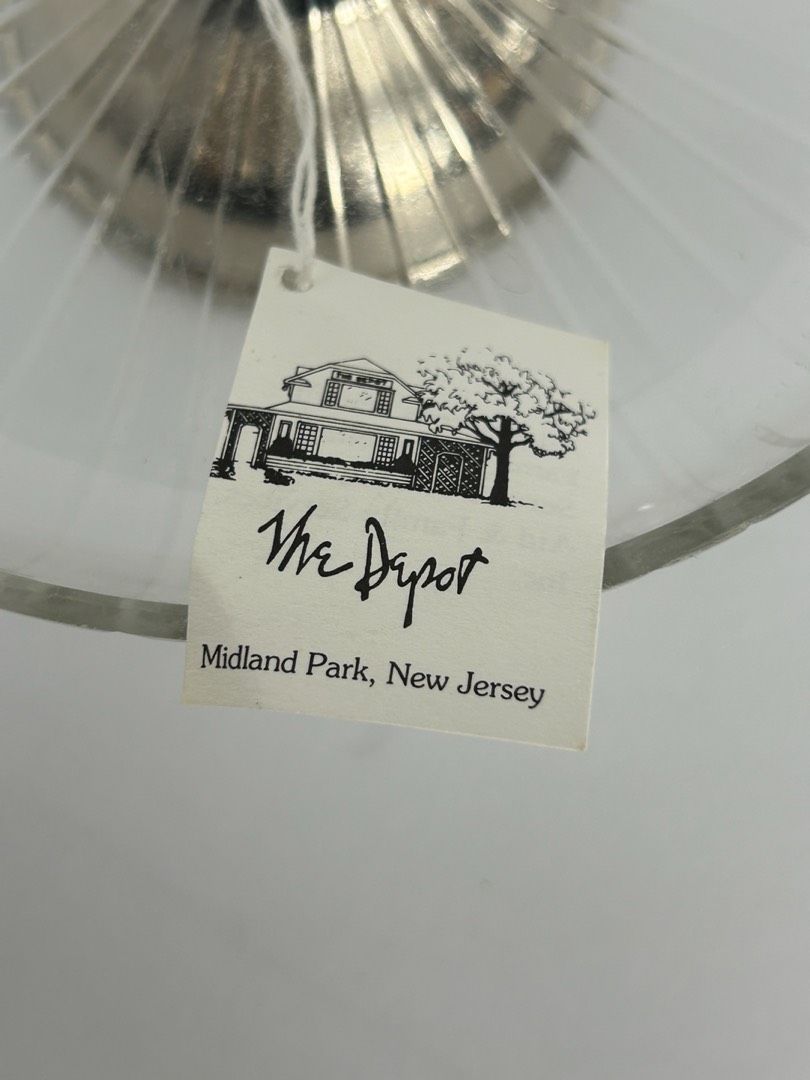 THE DEPOT
The Depot
Midland Park, New Jersey